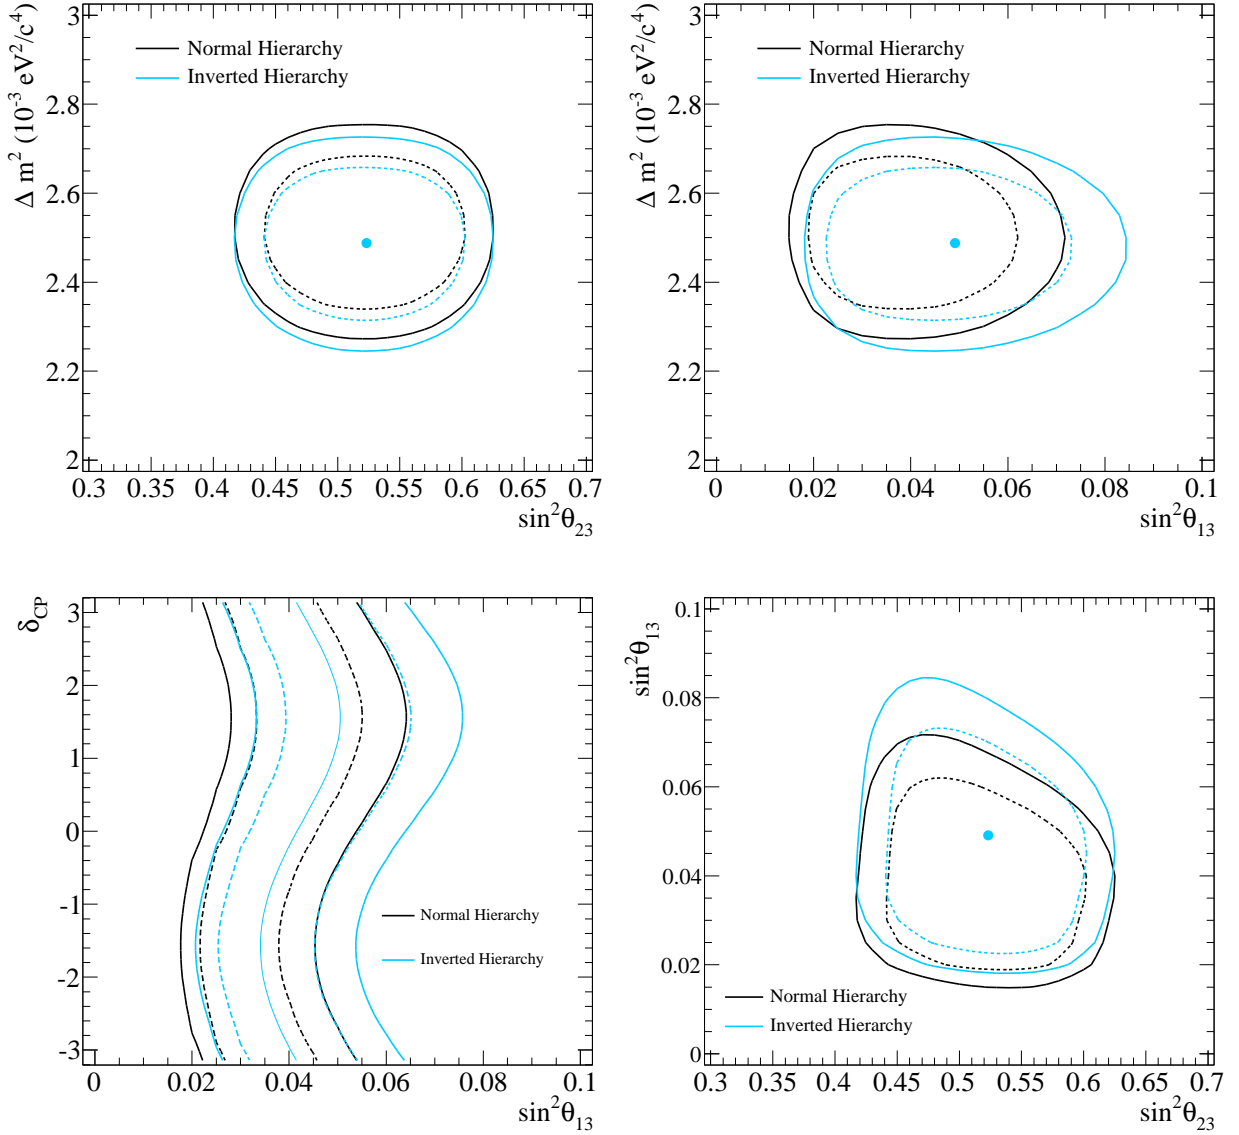 Δ m² (10⁻³ eV²/c⁴)
3
2.8
2.6
2.4
2.2
2
Normal Hierarchy
Inverted Hierarchy
0.3 0.35 0.4 0.45 0.5 0.55 0.6 0.65 0.7
sin²θ₂₃
Δ m² (10⁻³ eV²/c⁴)
3
2.8
2.6
2.4
2.2
2
Normal Hierarchy
Inverted Hierarchy
0 0.02 0.04 0.06 0.08 0.1
sin²θ₁₃
δCP
3
2
1
0
-1
-2
-3
Normal Hierarchy
Inverted Hierarchy
0 0.02 0.04 0.06 0.08 0.1
sin²θ₁₃
sin²θ₁₃
0.1
0.08
0.06
0.04
0.02
0
Normal Hierarchy
Inverted Hierarchy
0.3 0.35 0.4 0.45 0.5 0.55 0.6 0.65 0.7
sin²θ₂₃